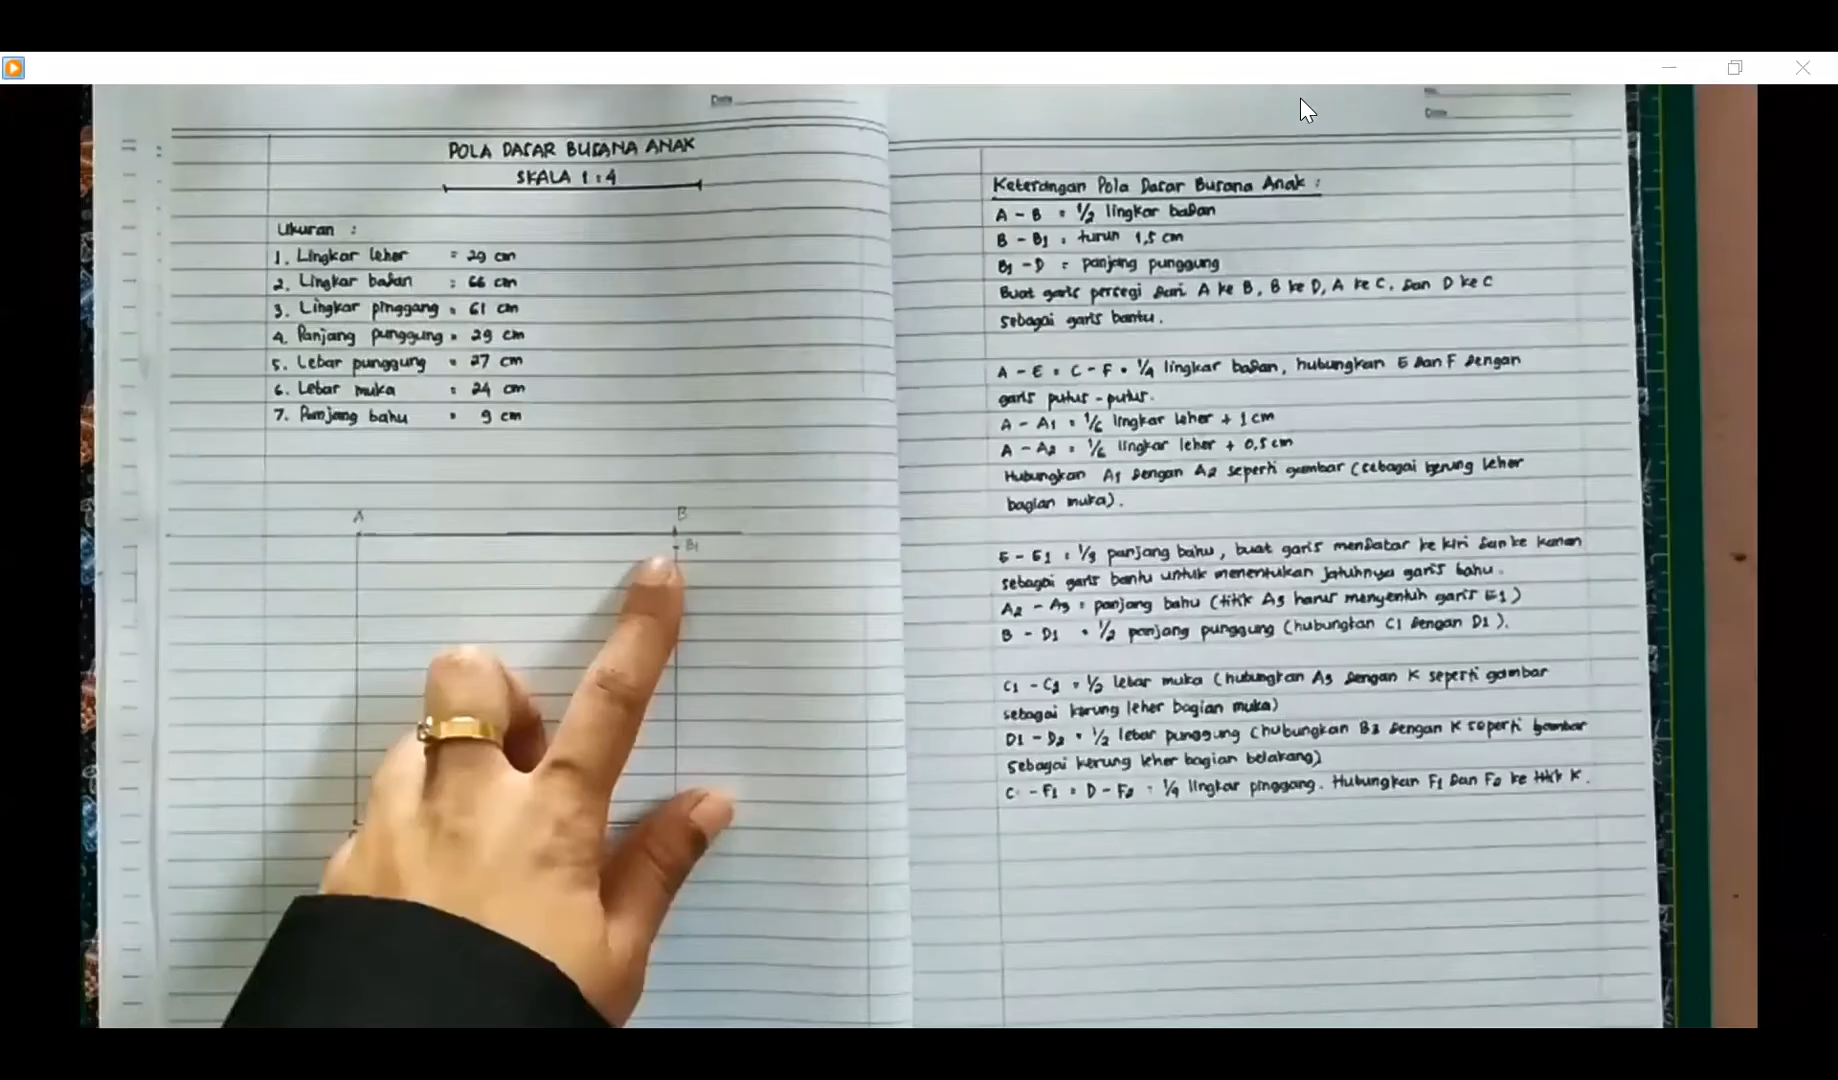 Date
POLA DASAR BUSANA ANAK
SKALA 1 : 4
Ukuran :
1. Lingkar leher = 29 cm
2. Lingkar badan = 66 cm
3. Lingkar pinggang = 61 cm
4. Panjang punggung = 29 cm
5. Lebar punggung = 27 cm
6. Lebar muka = 24 cm
7. Panjang bahu = 9 cm
A
B
B1
No.
Date
Keterangan Pola Dasar Busana Anak :
A - B = 1/2 lingkar badan
B - B1 = turun 1,5 cm
B1 - D = panjang punggung
Buat garis persegi dari A ke B, B ke D, A ke C, dan D ke C
sebagai garis bantu.
A - E = C - F = 1/4 lingkar badan, hubungkan E dan F dengan
garis putus - putus.
A - A1 = 1/6 lingkar leher + 1 cm
A - A2 = 1/6 lingkar leher + 0,5 cm
Hubungkan A1 dengan A2 seperti gambar (sebagai kerung leher
bagian muka).
E - E1 = 1/3 panjang bahu, buat garis mendatar ke kiri dan ke kanan
sebagai garis bantu untuk menentukan jatuhnya garis bahu.
A2 - A3 = panjang bahu (titik A3 harus menyentuh garis E1)
B - D1 = 1/2 panjang punggung (hubungkan C1 dengan D1).
C1 - C2 = 1/2 lebar muka (hubungkan A3 dengan K seperti gambar
sebagai kerung leher bagian muka)
D1 - D2 = 1/2 lebar punggung (hubungkan B3 dengan K seperti gambar
sebagai kerung leher bagian belakang)
C - F1 = D - F2 = 1/4 lingkar pinggang. Hubungkan F1 dan F2 ke titik K.